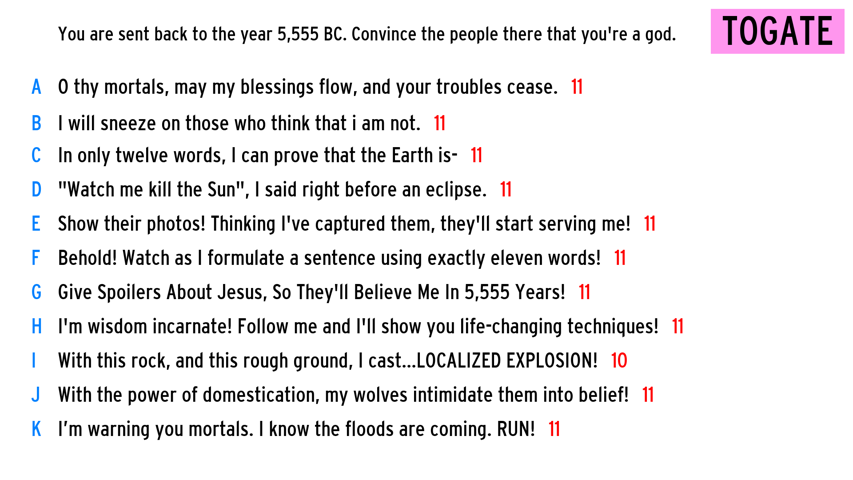 You are sent back to the year 5,555 BC. Convince the people there that you're a god.
TOGATE
A O thy mortals, may my blessings flow, and your troubles cease. 11
B I will sneeze on those who think that i am not. 11
C In only twelve words, I can prove that the Earth is- 11
D "Watch me kill the Sun", I said right before an eclipse. 11
E Show their photos! Thinking I've captured them, they'll start serving me! 11
F Behold! Watch as I formulate a sentence using exactly eleven words! 11
G Give Spoilers About Jesus, So They'll Believe Me In 5,555 Years! 11
H I'm wisdom incarnate! Follow me and I'll show you life-changing techniques! 11
I With this rock, and this rough ground, I cast...LOCALIZED EXPLOSION! 10
J With the power of domestication, my wolves intimidate them into belief! 11
K I’m warning you mortals. I know the floods are coming. RUN! 11